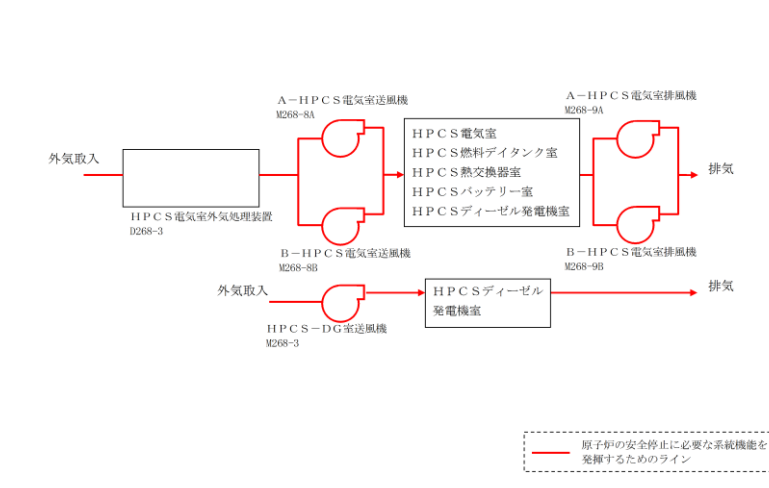 A-HPCS電気室送風機
M268-8A
A-HPCS電気室排風機
M268-9A
外気取入
HPCS電気室
HPCS燃料デイタンク室
HPCS熱交換器室
HPCSバッテリー室
HPCSディーゼル発電機室
排気
HPCS電気室外気処理装置
D268-3
B-HPCS電気室送風機
M268-8B
B-HPCS電気室排風機
M268-9B
外気取入
HPCSディーゼル
発電機室
排気
HPCS-DG室送風機
M268-3
原子炉の安全停止に必要な系統機能を
発揮するためのライン